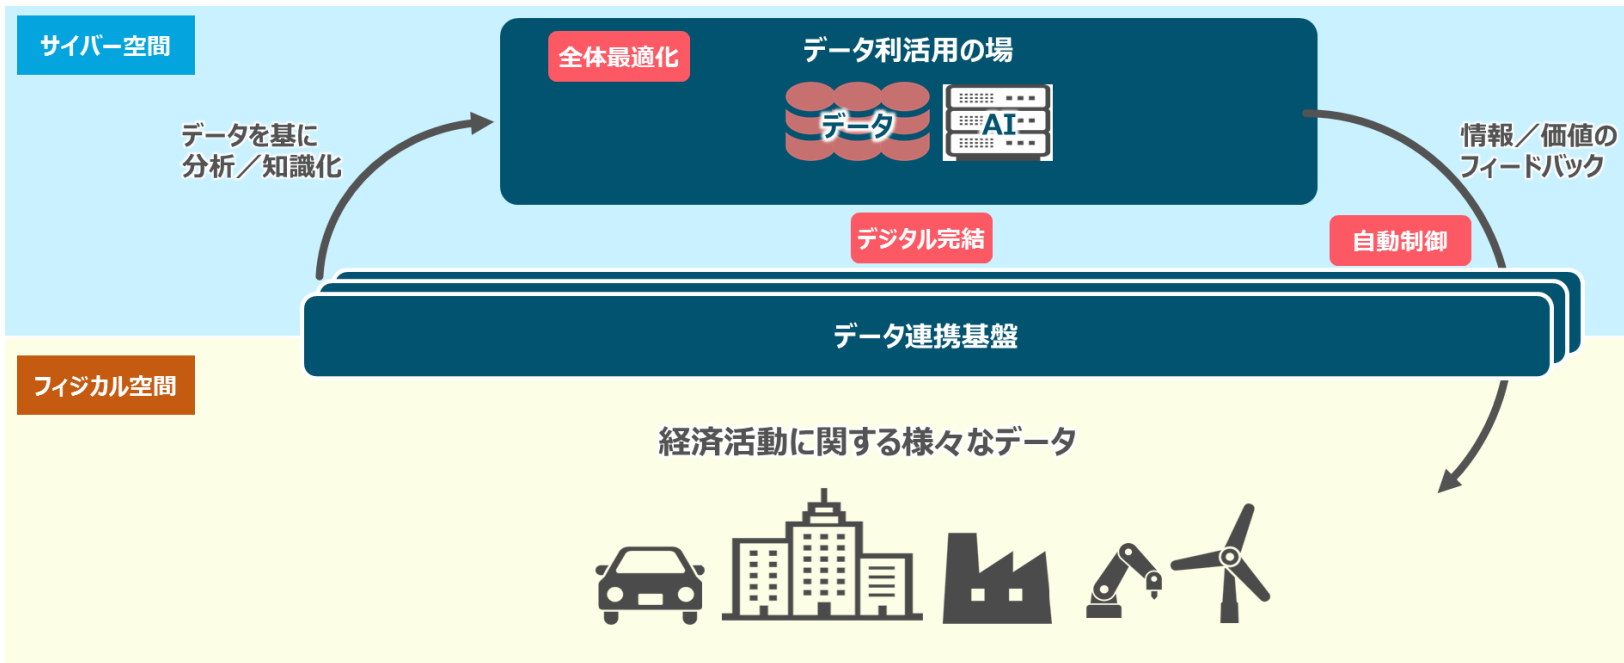 サイバー空間
全体最適化
データ利活用の場
データ
AI
データを基に
分析／知識化
情報／価値の
フィードバック
デジタル完結
自動制御
データ連携基盤
フィジカル空間
経済活動に関する様々なデータ